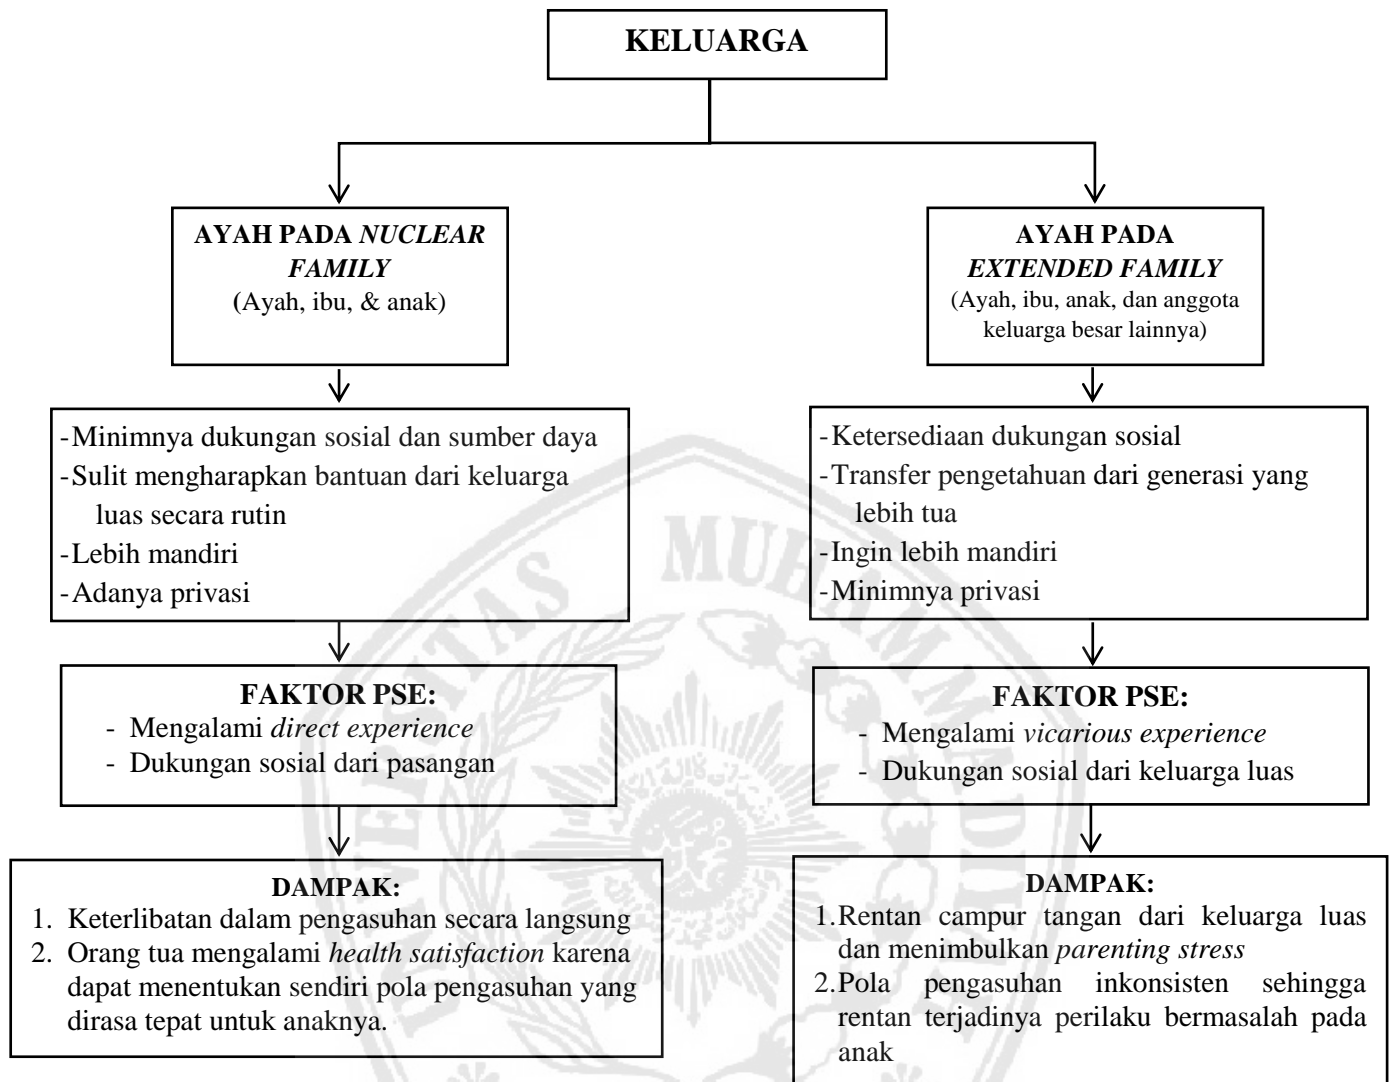 KELUARGA
AYAH PADA NUCLEAR
FAMILY
(Ayah, ibu, & anak)
AYAH PADA
EXTENDED FAMILY
(Ayah, ibu, anak, dan anggota
keluarga besar lainnya)
-Minimnya dukungan sosial dan sumber daya
-Sulit mengharapkan bantuan dari keluarga
luas secara rutin
-Lebih mandiri
-Adanya privasi
-Ketersediaan dukungan sosial
-Transfer pengetahuan dari generasi yang
lebih tua
-Ingin lebih mandiri
-Minimnya privasi
FAKTOR PSE:
- Mengalami direct experience
- Dukungan sosial dari pasangan
FAKTOR PSE:
- Mengalami vicarious experience
- Dukungan sosial dari keluarga luas
DAMPAK:
1. Keterlibatan dalam pengasuhan secara langsung
2. Orang tua mengalami health satisfaction karena
dapat menentukan sendiri pola pengasuhan yang
dirasa tepat untuk anaknya.
DAMPAK:
1.Rentan campur tangan dari keluarga luas
dan menimbulkan parenting stress
2.Pola pengasuhan inkonsisten sehingga
rentan terjadinya perilaku bermasalah pada
anak